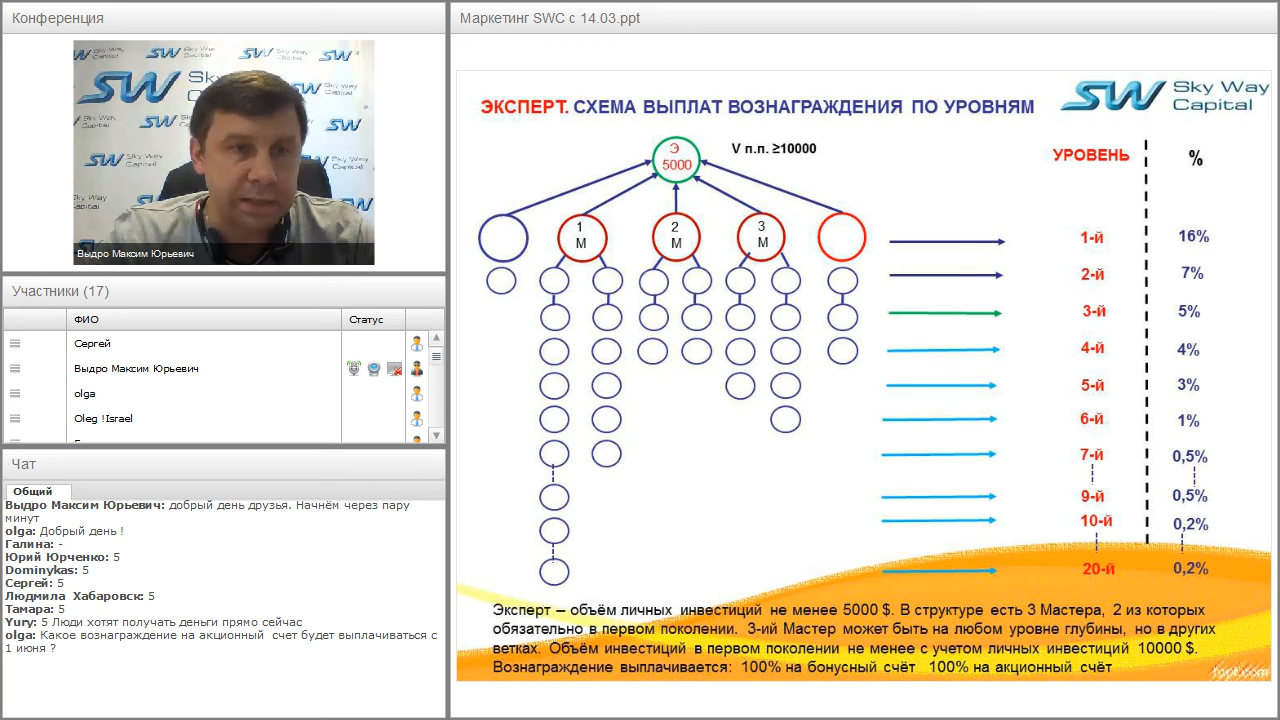 Конференция
SW Sky Way Capital
Выдро Максим Юрьевич
Участники (17)
ФИО Статус
Сергей
Выдро Максим Юрьевич
olga
Oleg !Israel
Чат
Общий
Выдро Максим Юрьевич: добрый день друзья. Начнём через пару
минут
olga: Добрый день !
Галина: -
Юрий Юрченко: 5
Dominykas: 5
Сергей: 5
Людмила Хабаровск: 5
Тамара: 5
Yury: 5 Люди хотят получать деньги прямо сейчас
olga: Какое вознаграждение на акционный счет будет выплачиваться с
1 июня ?
Маркетинг SWC с 14.03.ppt
ЭКСПЕРТ. СХЕМА ВЫПЛАТ ВОЗНАГРАЖДЕНИЯ ПО УРОВНЯМ
SW Sky Way
Capital
Э
5000
V п.п. ≥10000
УРОВЕНЬ %
1
М
2
М
3
М
1-й 16%
2-й 7%
3-й 5%
4-й 4%
5-й 3%
6-й 1%
7-й 0,5%
9-й 0,5%
10-й 0,2%
20-й 0,2%
Эксперт – объём личных инвестиций не менее 5000 $. В структуре есть 3 Мастера, 2 из которых
обязательно в первом поколении. 3-ий Мастер может быть на любом уровне глубины, но в других
ветках. Объём инвестиций в первом поколении не менее с учетом личных инвестиций 10000 $.
Вознаграждение выплачивается: 100% на бонусный счёт 100% на акционный счёт
fppt.com